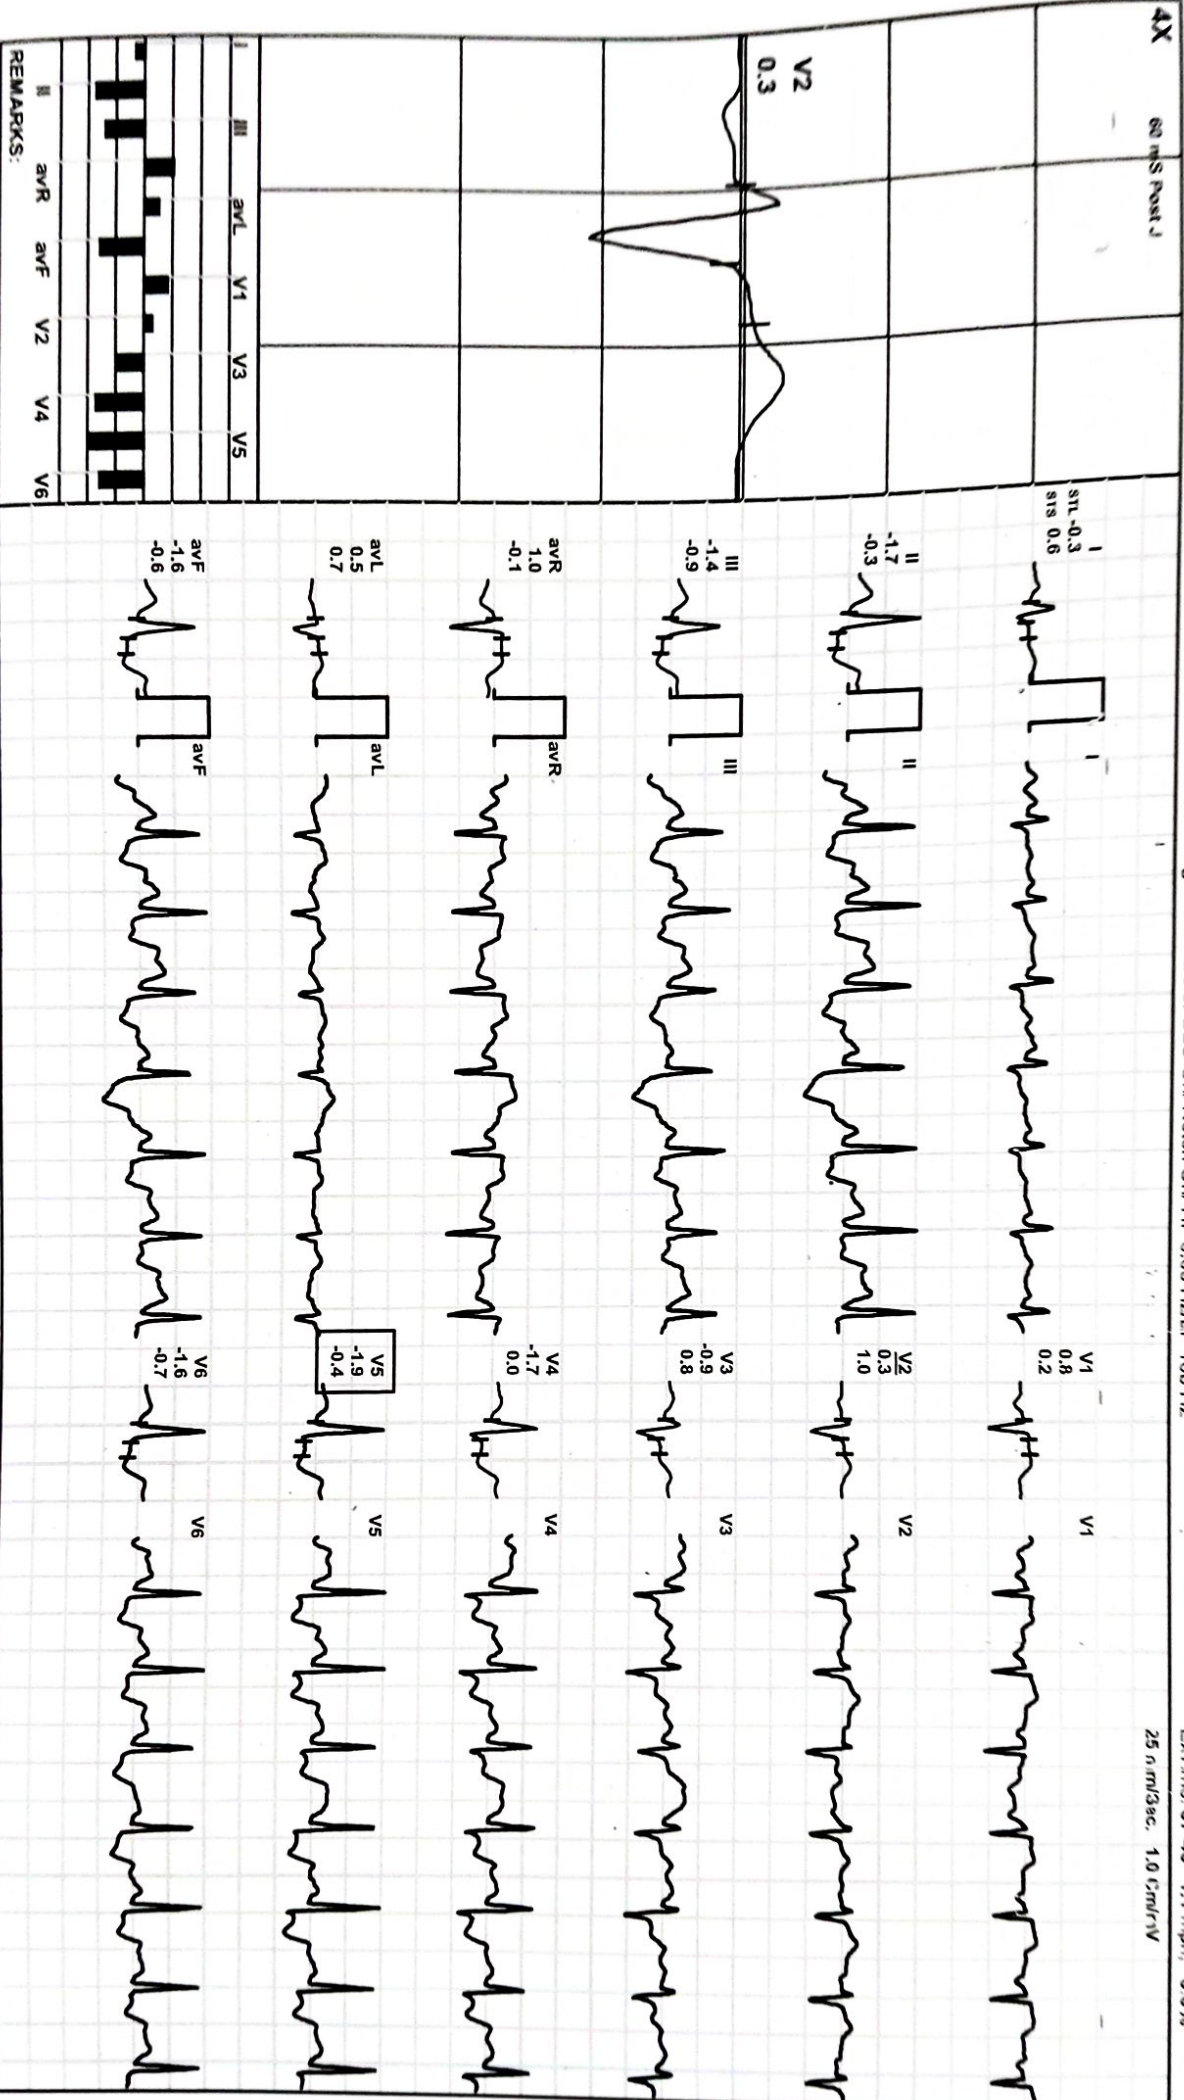 4X
60 mS Post J
25 mm/Sec. 1.0 Cm/mV
V2
0.3
I III avL V1 V3 V5
II avR avF V2 V4 V6
REMARKS:
I
STL -0.3
STS 0.6
I
II
-1.7
-0.3
II
III
-1.4
-0.9
III
avR
1.0
-0.1
avR
avL
0.5
0.7
avL
avF
-1.6
-0.6
avF
V1
0.8
0.2
V1
V2
0.3
1.0
V2
V3
-0.9
0.8
V3
V4
-1.7
0.0
V4
V5
-1.9
-0.4
V5
V6
-1.6
-0.7
V6